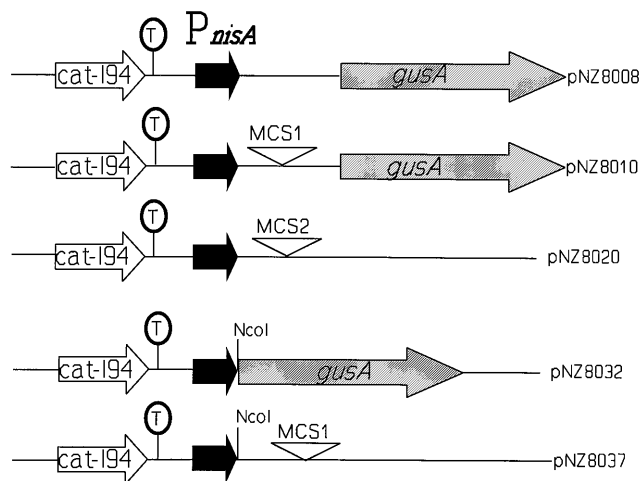 T
P nisA
cat-194
gusA
pNZ8008
T
MCS1
cat-194
gusA
pNZ8010
T
MCS2
cat-194
pNZ8020
T
NcoI
cat-194
gusA
pNZ8032
T
NcoI
MCS1
cat-194
pNZ8037